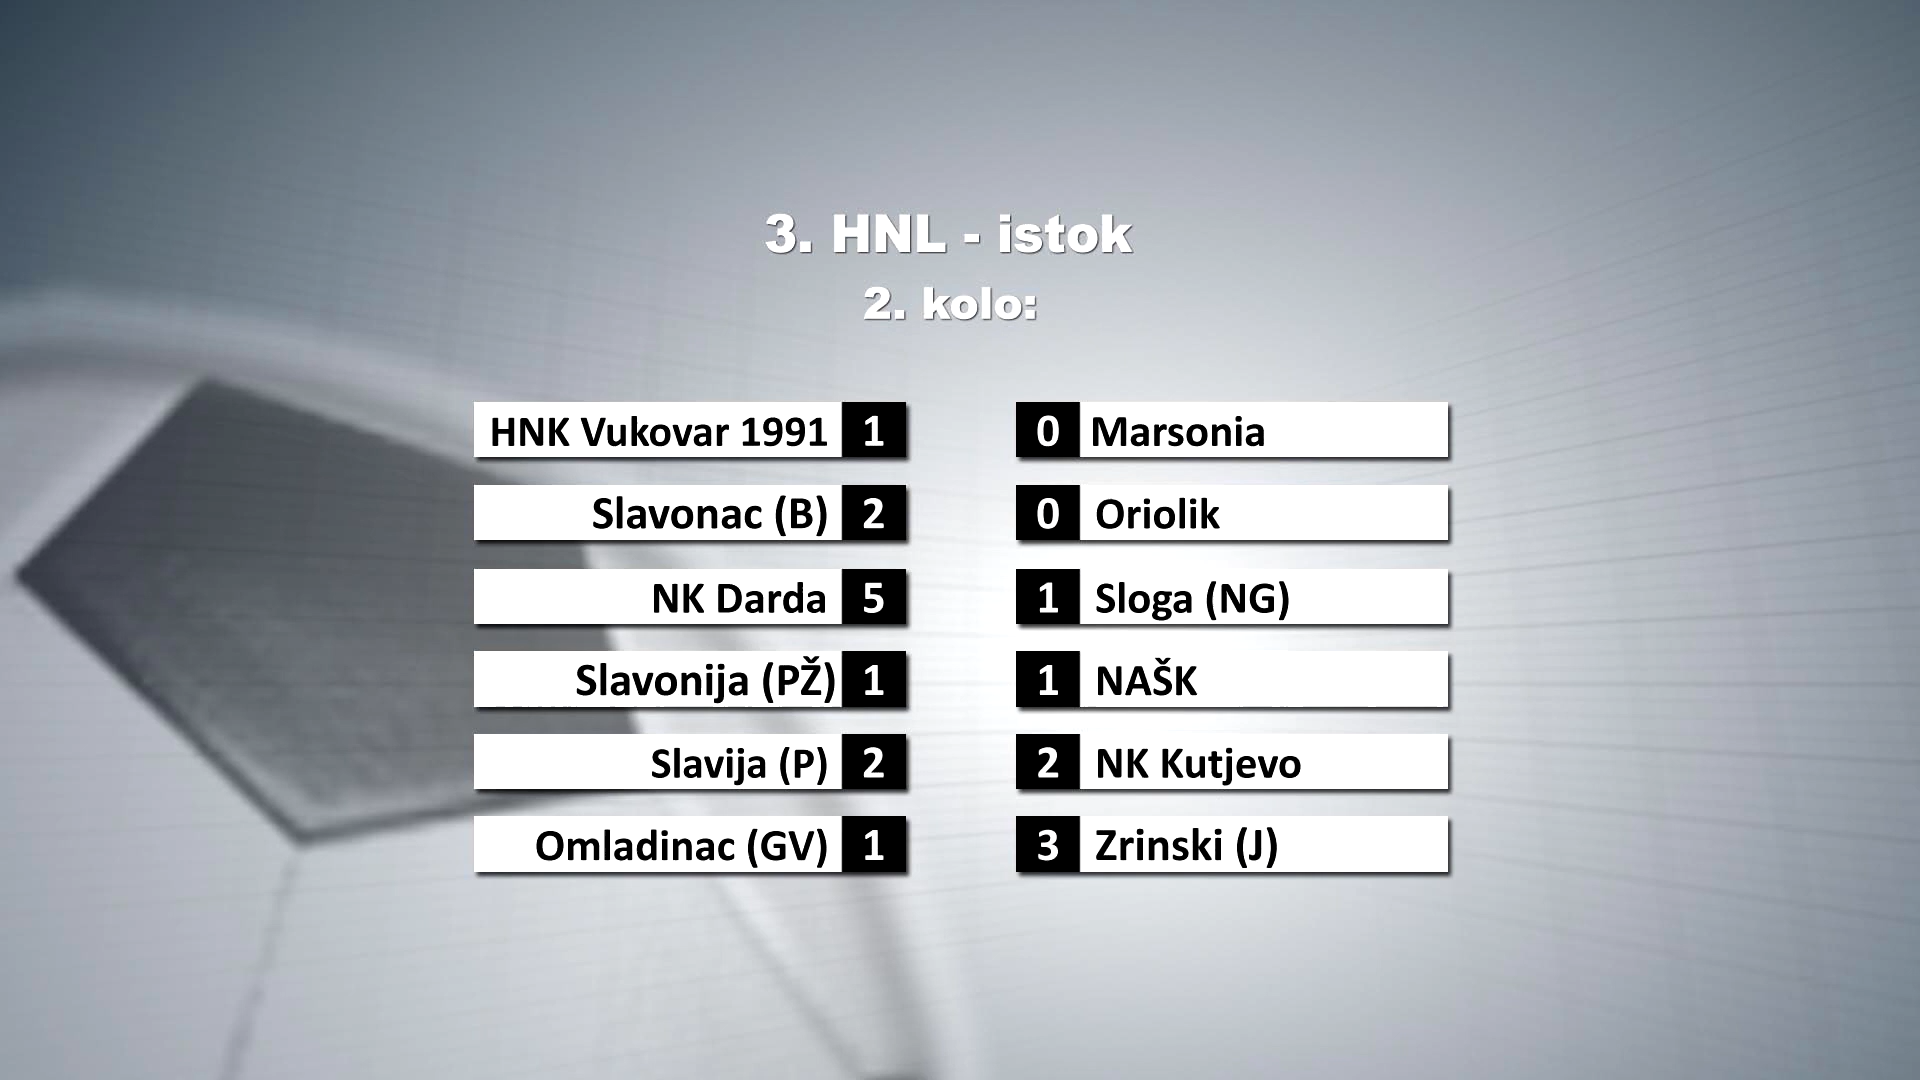 3. HNL - istok
2. kolo:
HNK Vukovar 1991 1 0 Marsonia
Slavonac (B) 2 0 Oriolik
NK Darda 5 1 Sloga (NG)
Slavonija (PŽ) 1 1 NAŠK
Slavija (P) 2 2 NK Kutjevo
Omladinac (GV) 1 3 Zrinski (J)